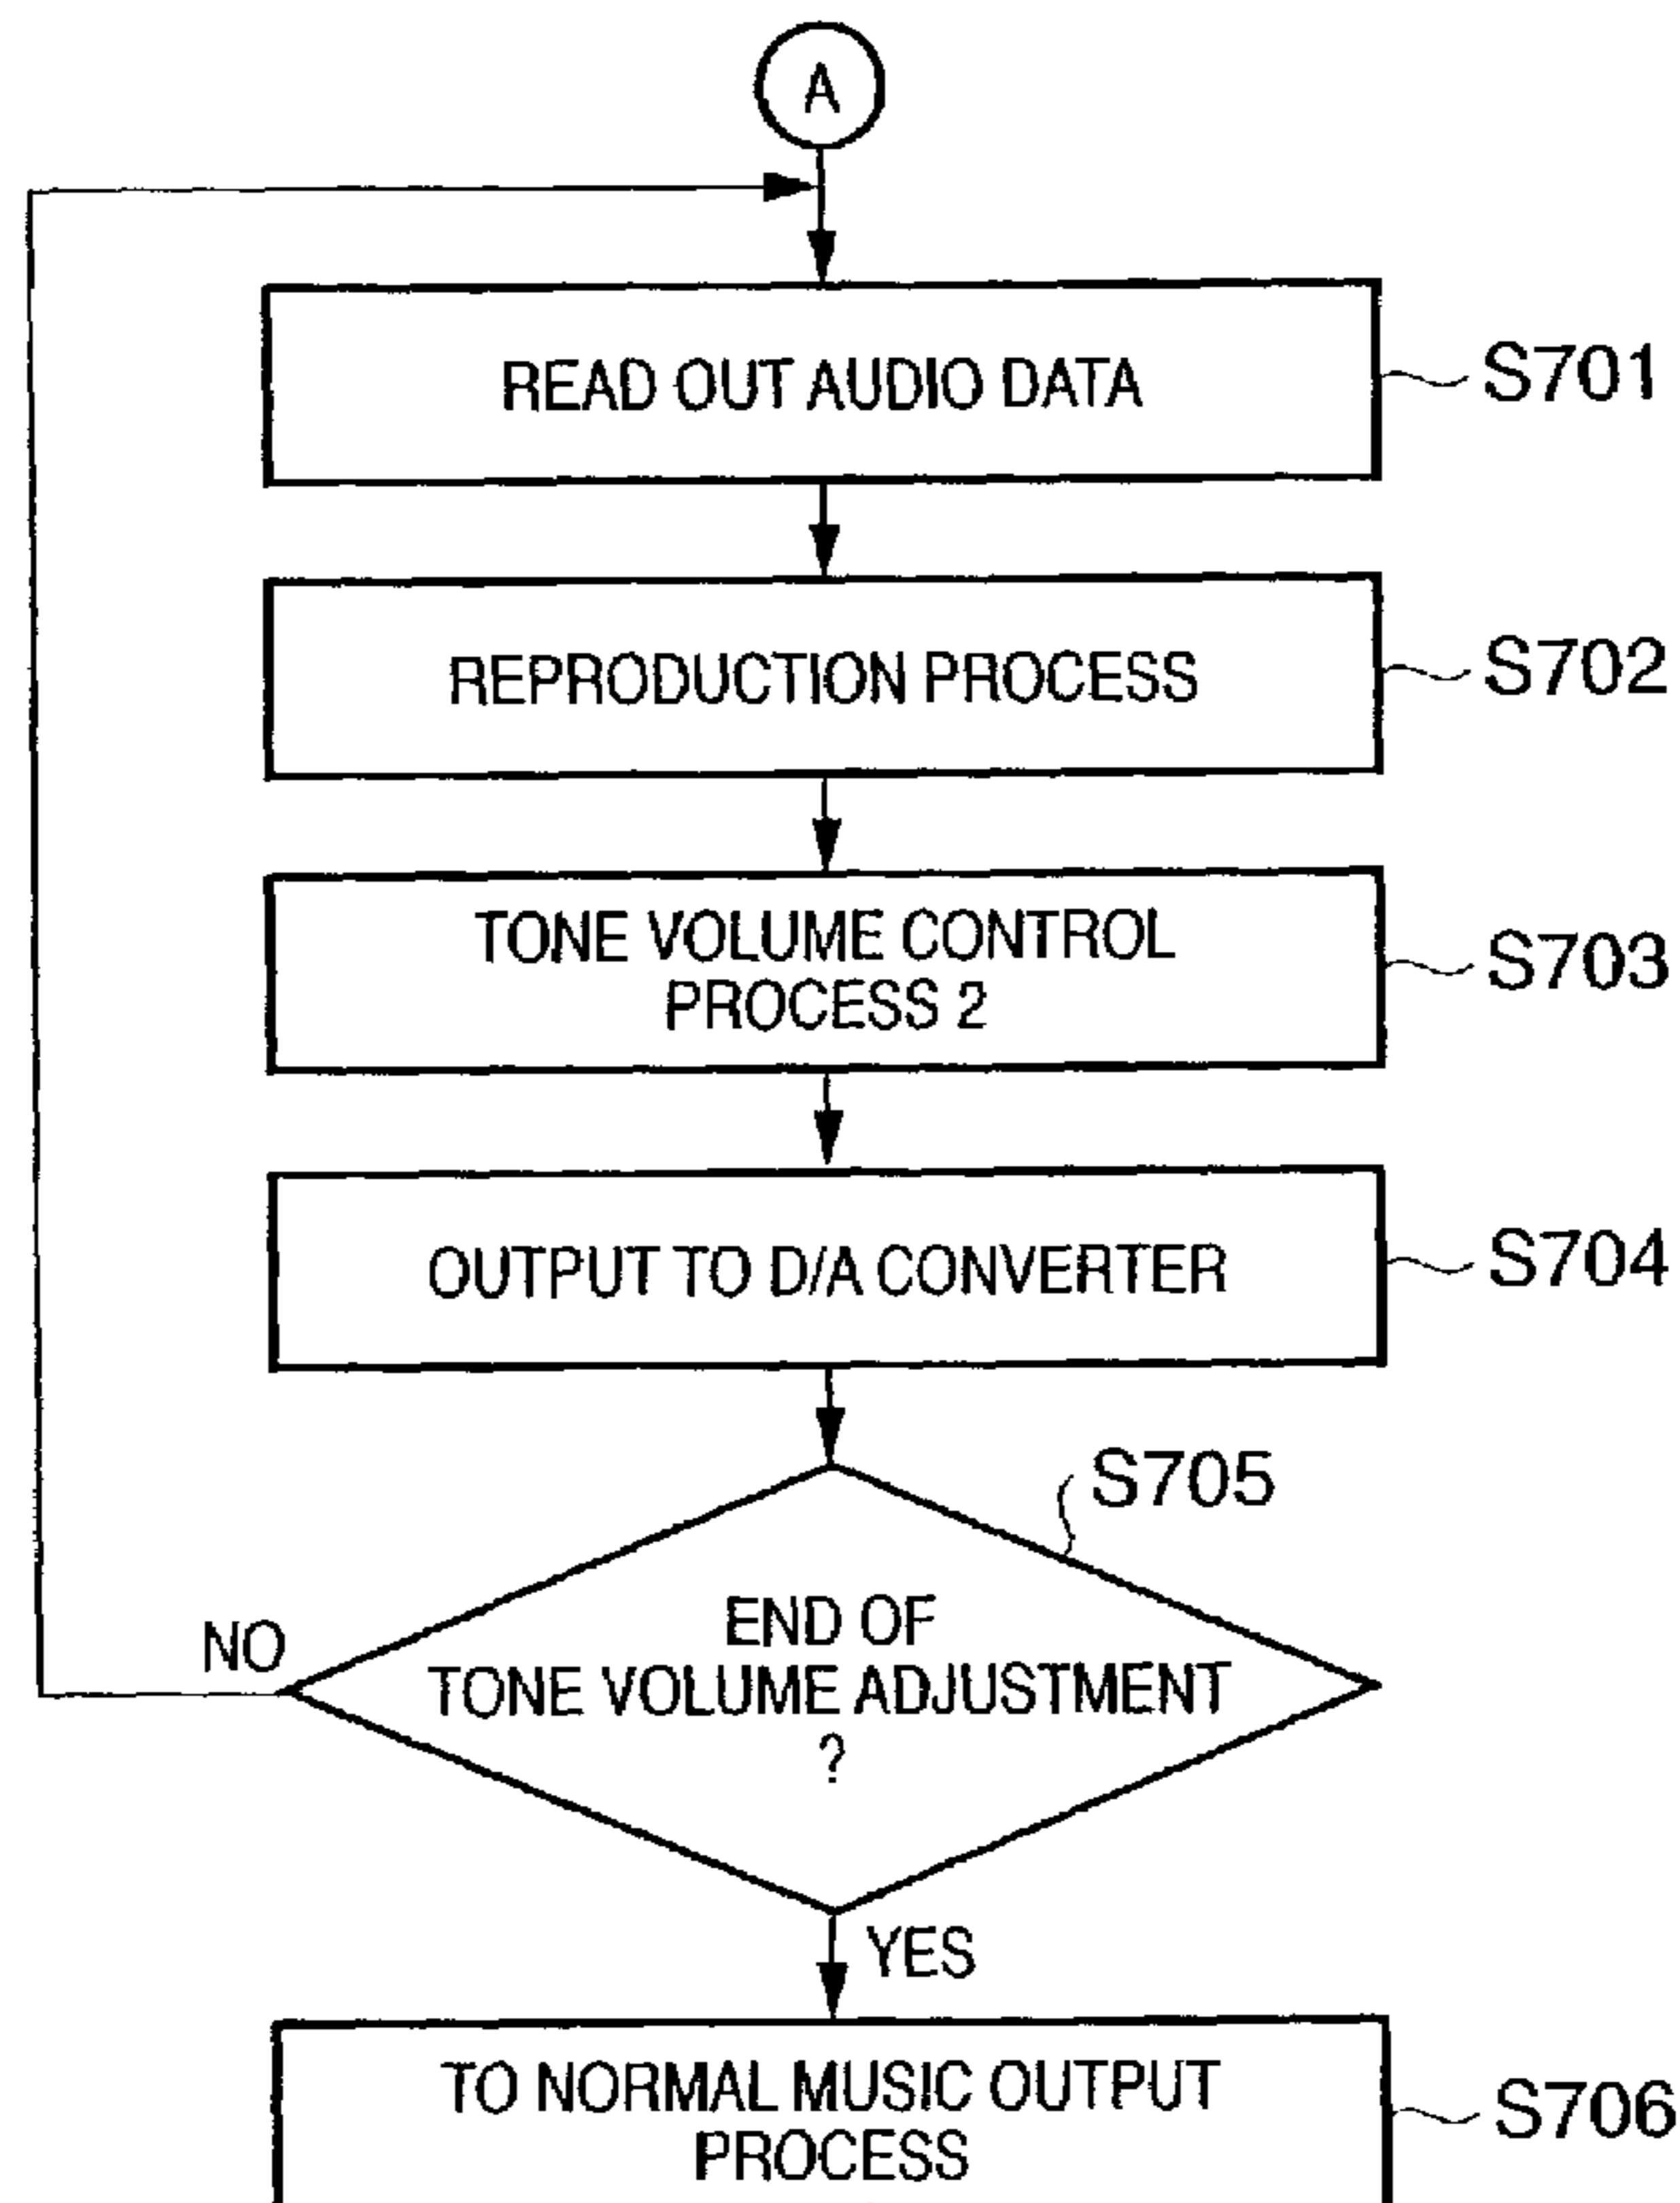 A
READ OUT AUDIO DATA
S701
REPRODUCTION PROCESS
S702
TONE VOLUME CONTROL
PROCESS 2
S703
OUTPUT TO D/A CONVERTER
S704
S705
END OF
TONE VOLUME ADJUSTMENT
?
NO
YES
TO NORMAL MUSIC OUTPUT
PROCESS
S706